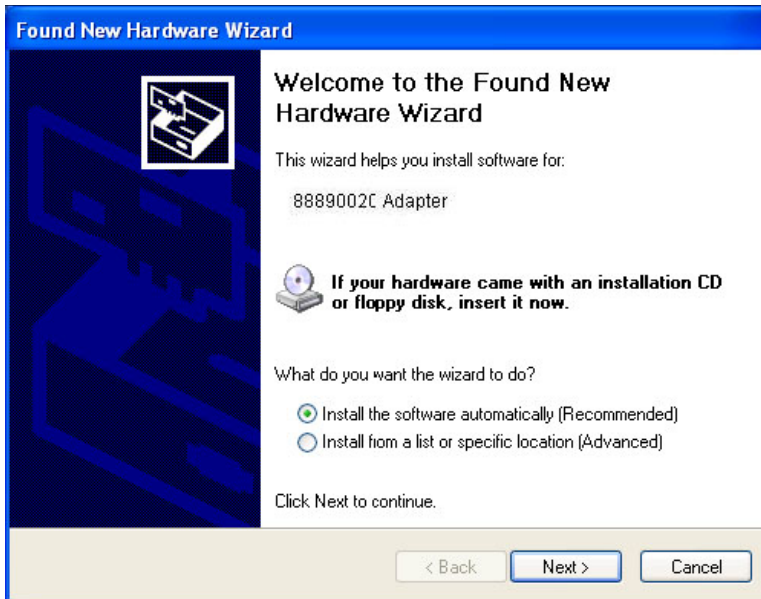 Found New Hardware Wizard
Welcome to the Found New
Hardware Wizard
This wizard helps you install software for:
Adapter
If your hardware came with an installation CD
or floppy disk, insert it now.
What do you want the wizard to do?
Install the software automatically (Recommended)
Install from a list or specific location (Advanced)
Click Next to continue.
< Back
Next >
Cancel